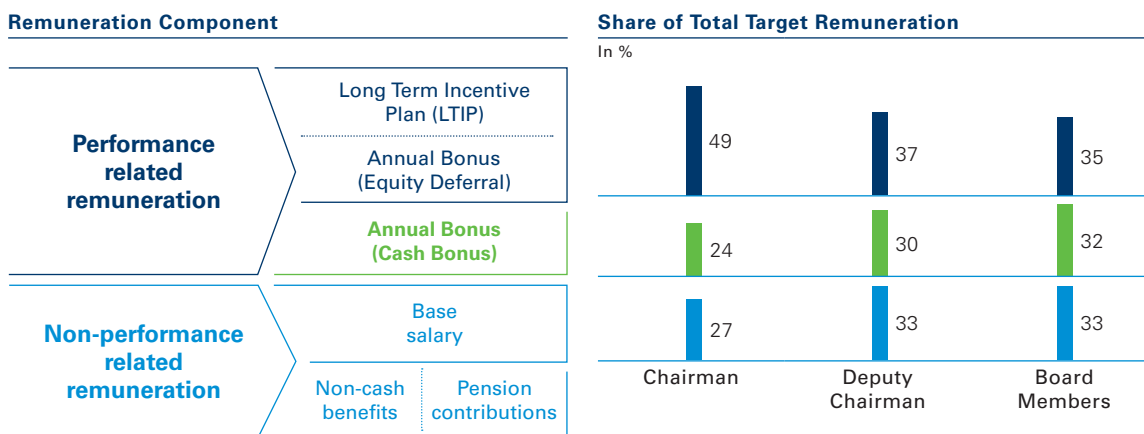 Remuneration Component
Performance
related
remuneration
Long Term Incentive
Plan (LTIP)
Annual Bonus
(Equity Deferral)
Annual Bonus
(Cash Bonus)
Non-performance
related
remuneration
Base
salary
Non-cash
benefits
Pension
contributions
Share of Total Target Remuneration
In %
49
37
35
24
30
32
27
33
33
Chairman
Deputy
Chairman
Board
Members